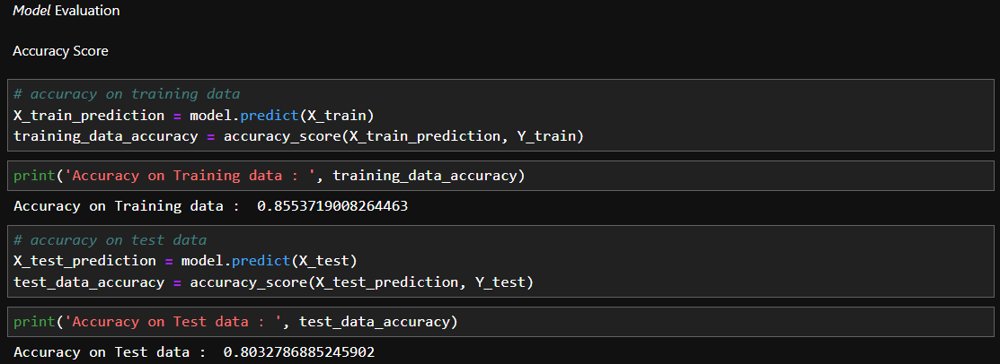 Model Evaluation
Accuracy Score
# accuracy on training data
X_train_prediction = model.predict(X_train)
training_data_accuracy = accuracy_score(X_train_prediction, Y_train)
print('Accuracy on Training data : ', training_data_accuracy)
Accuracy on Training data :  0.8553719008264463
# accuracy on test data
X_test_prediction = model.predict(X_test)
test_data_accuracy = accuracy_score(X_test_prediction, Y_test)
print('Accuracy on Test data : ', test_data_accuracy)
Accuracy on Test data :  0.8032786885245902